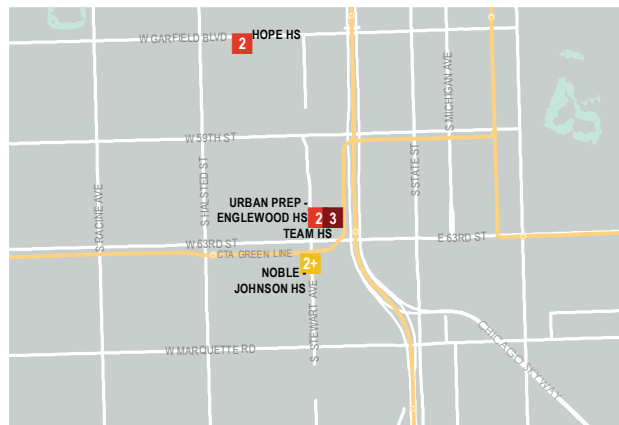 HOPE HS
W GARFIELD BLVD
2
W 59TH ST
S MICHIGAN AVE
S STATE ST
S HALSTED ST
S RACINE AVE
URBAN PREP -
ENGLEWOOD HS
2 3
TEAM HS
W 63RD ST
E 63RD ST
CTA GREEN LINE
2+
NOBLE -
JOHNSON HS
S STEWART AVE
W MARQUETTE RD
CHICAGO SKYWAY